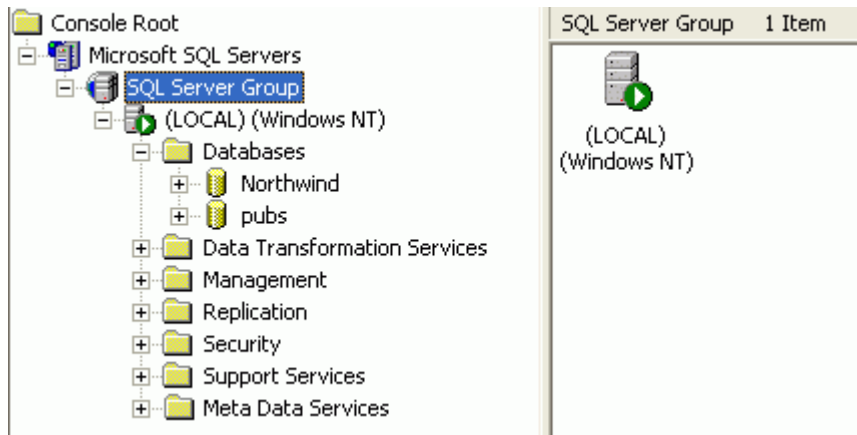 Console Root
Microsoft SQL Servers
SQL Server Group
(LOCAL) (Windows NT)
Databases
Northwind
pubs
Data Transformation Services
Management
Replication
Security
Support Services
Meta Data Services
SQL Server Group 1 Item
(LOCAL)
(Windows NT)